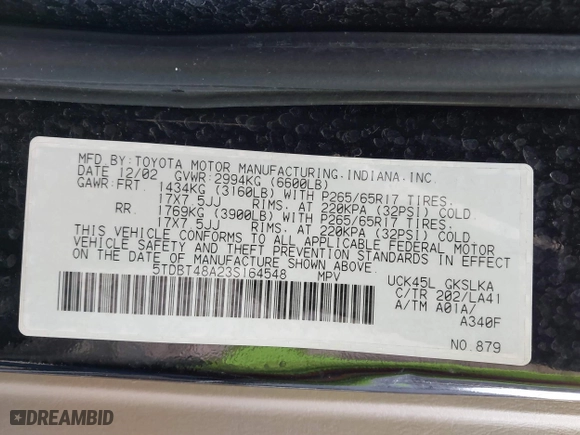 MFD.BY:TOYOTA MOTOR MANUFACTURING.INDIANA.INC.
DATE 12/02 GVWR:2994KG (6600LB)
GAWR:FRT. 1434KG (3160LB) WITH P265/65R17 TIRES.
17X7.5JJ RIMS. AT 220KPA (32PSI) COLD.
RR. 1769KG (3900LB) WITH P265/65R17 TIRES.
17X7.5JJ RIMS. AT 220KPA (32PSI) COLD
THIS VEHICLE CONFORMS TO ALL APPLICABLE FEDERAL MOTOR
VEHICLE SAFETY AND THEFT PREVENTION STANDARDS IN EFFECT
ON THE DATE OF MANUFACTURE SHOWN ABOVE.
5TDBT48A23S164548 MPV
UCK45L GKSLKA
C/TR 202/LA41
A/TM A01A/
A340F
NO.879
DREAMBID